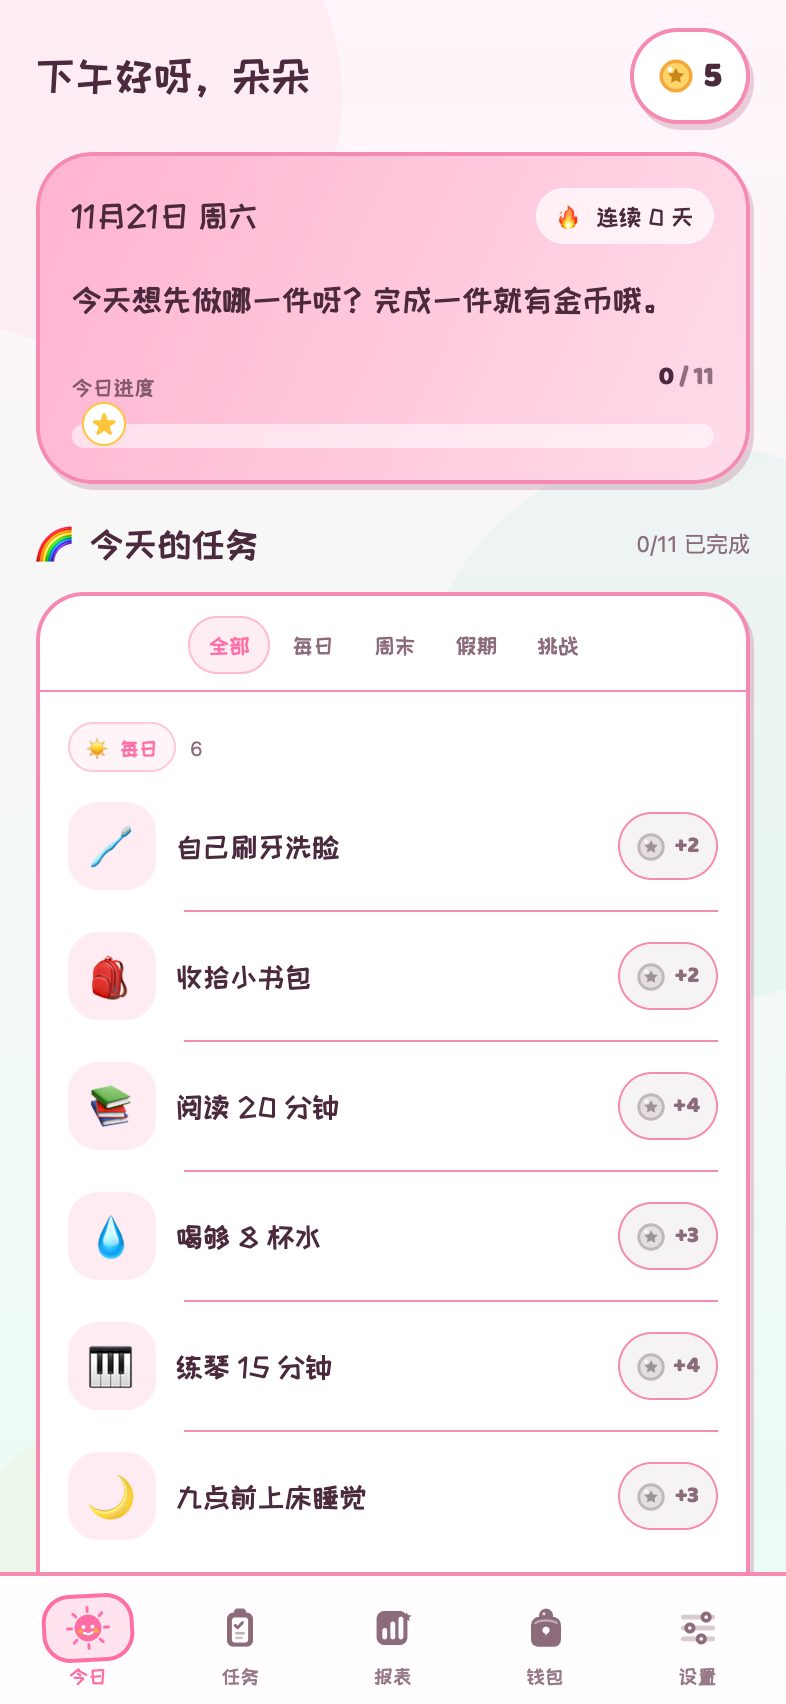 下午好呀，朵朵
5
11月21日 周六
连续 0 天
今天想先做哪一件呀？完成一件就有金币哦。
今日进度
0 / 11
今天的任务
0/11 已完成
全部 每日 周末 假期 挑战
每日 6
自己刷牙洗脸 +2
收拾小书包 +2
阅读 20 分钟 +4
喝够 8 杯水 +3
练琴 15 分钟 +4
九点前上床睡觉 +3
今日 任务 报表 钱包 设置